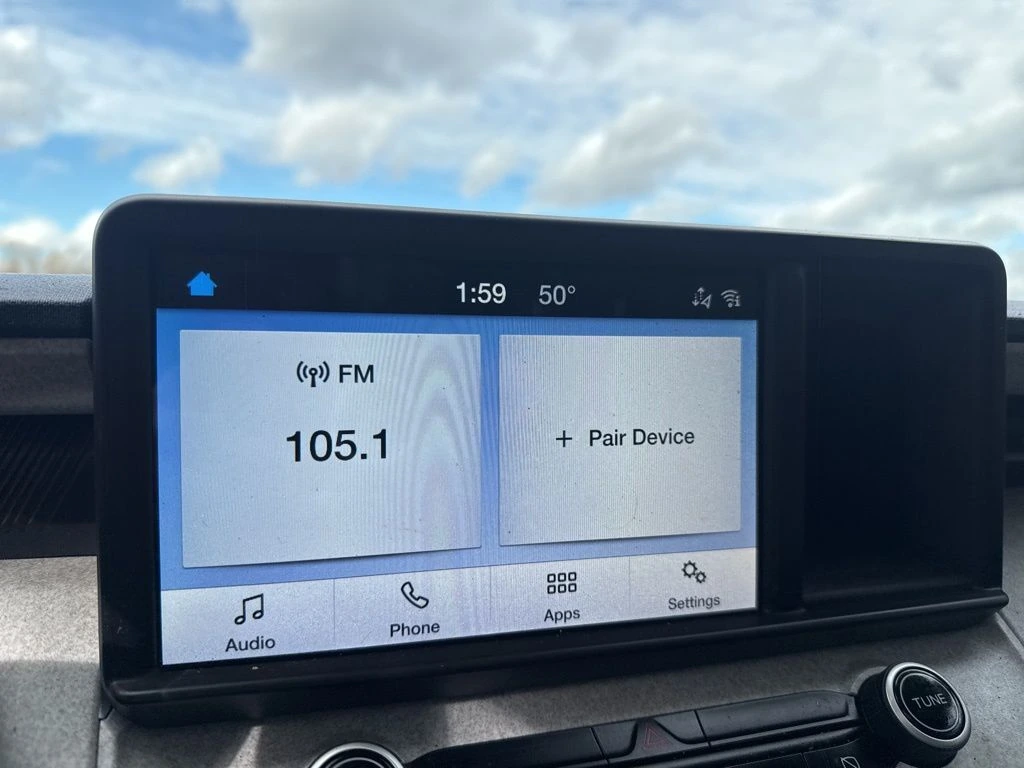 1:59 50°
FM
105.1
+ Pair Device
Audio Phone Apps Settings
TUNE